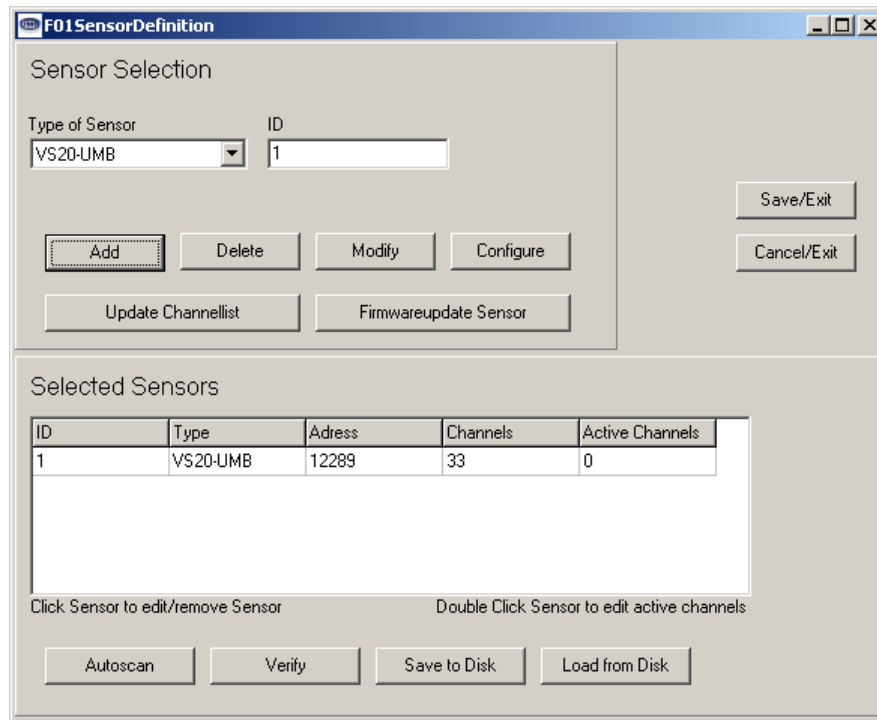 F01SensorDefinition
Sensor Selection
Type of Sensor ID
VS20-UMB 1
Save/Exit
Add Delete Modify Configure Cancel/Exit
Update Channellist Firmwareupdate Sensor
Selected Sensors
ID Type Adress Channels Active Channels
1 VS20-UMB 12289 33 0
Click Sensor to edit/remove Sensor Double Click Sensor to edit active channels
Autoscan Verify Save to Disk Load from Disk